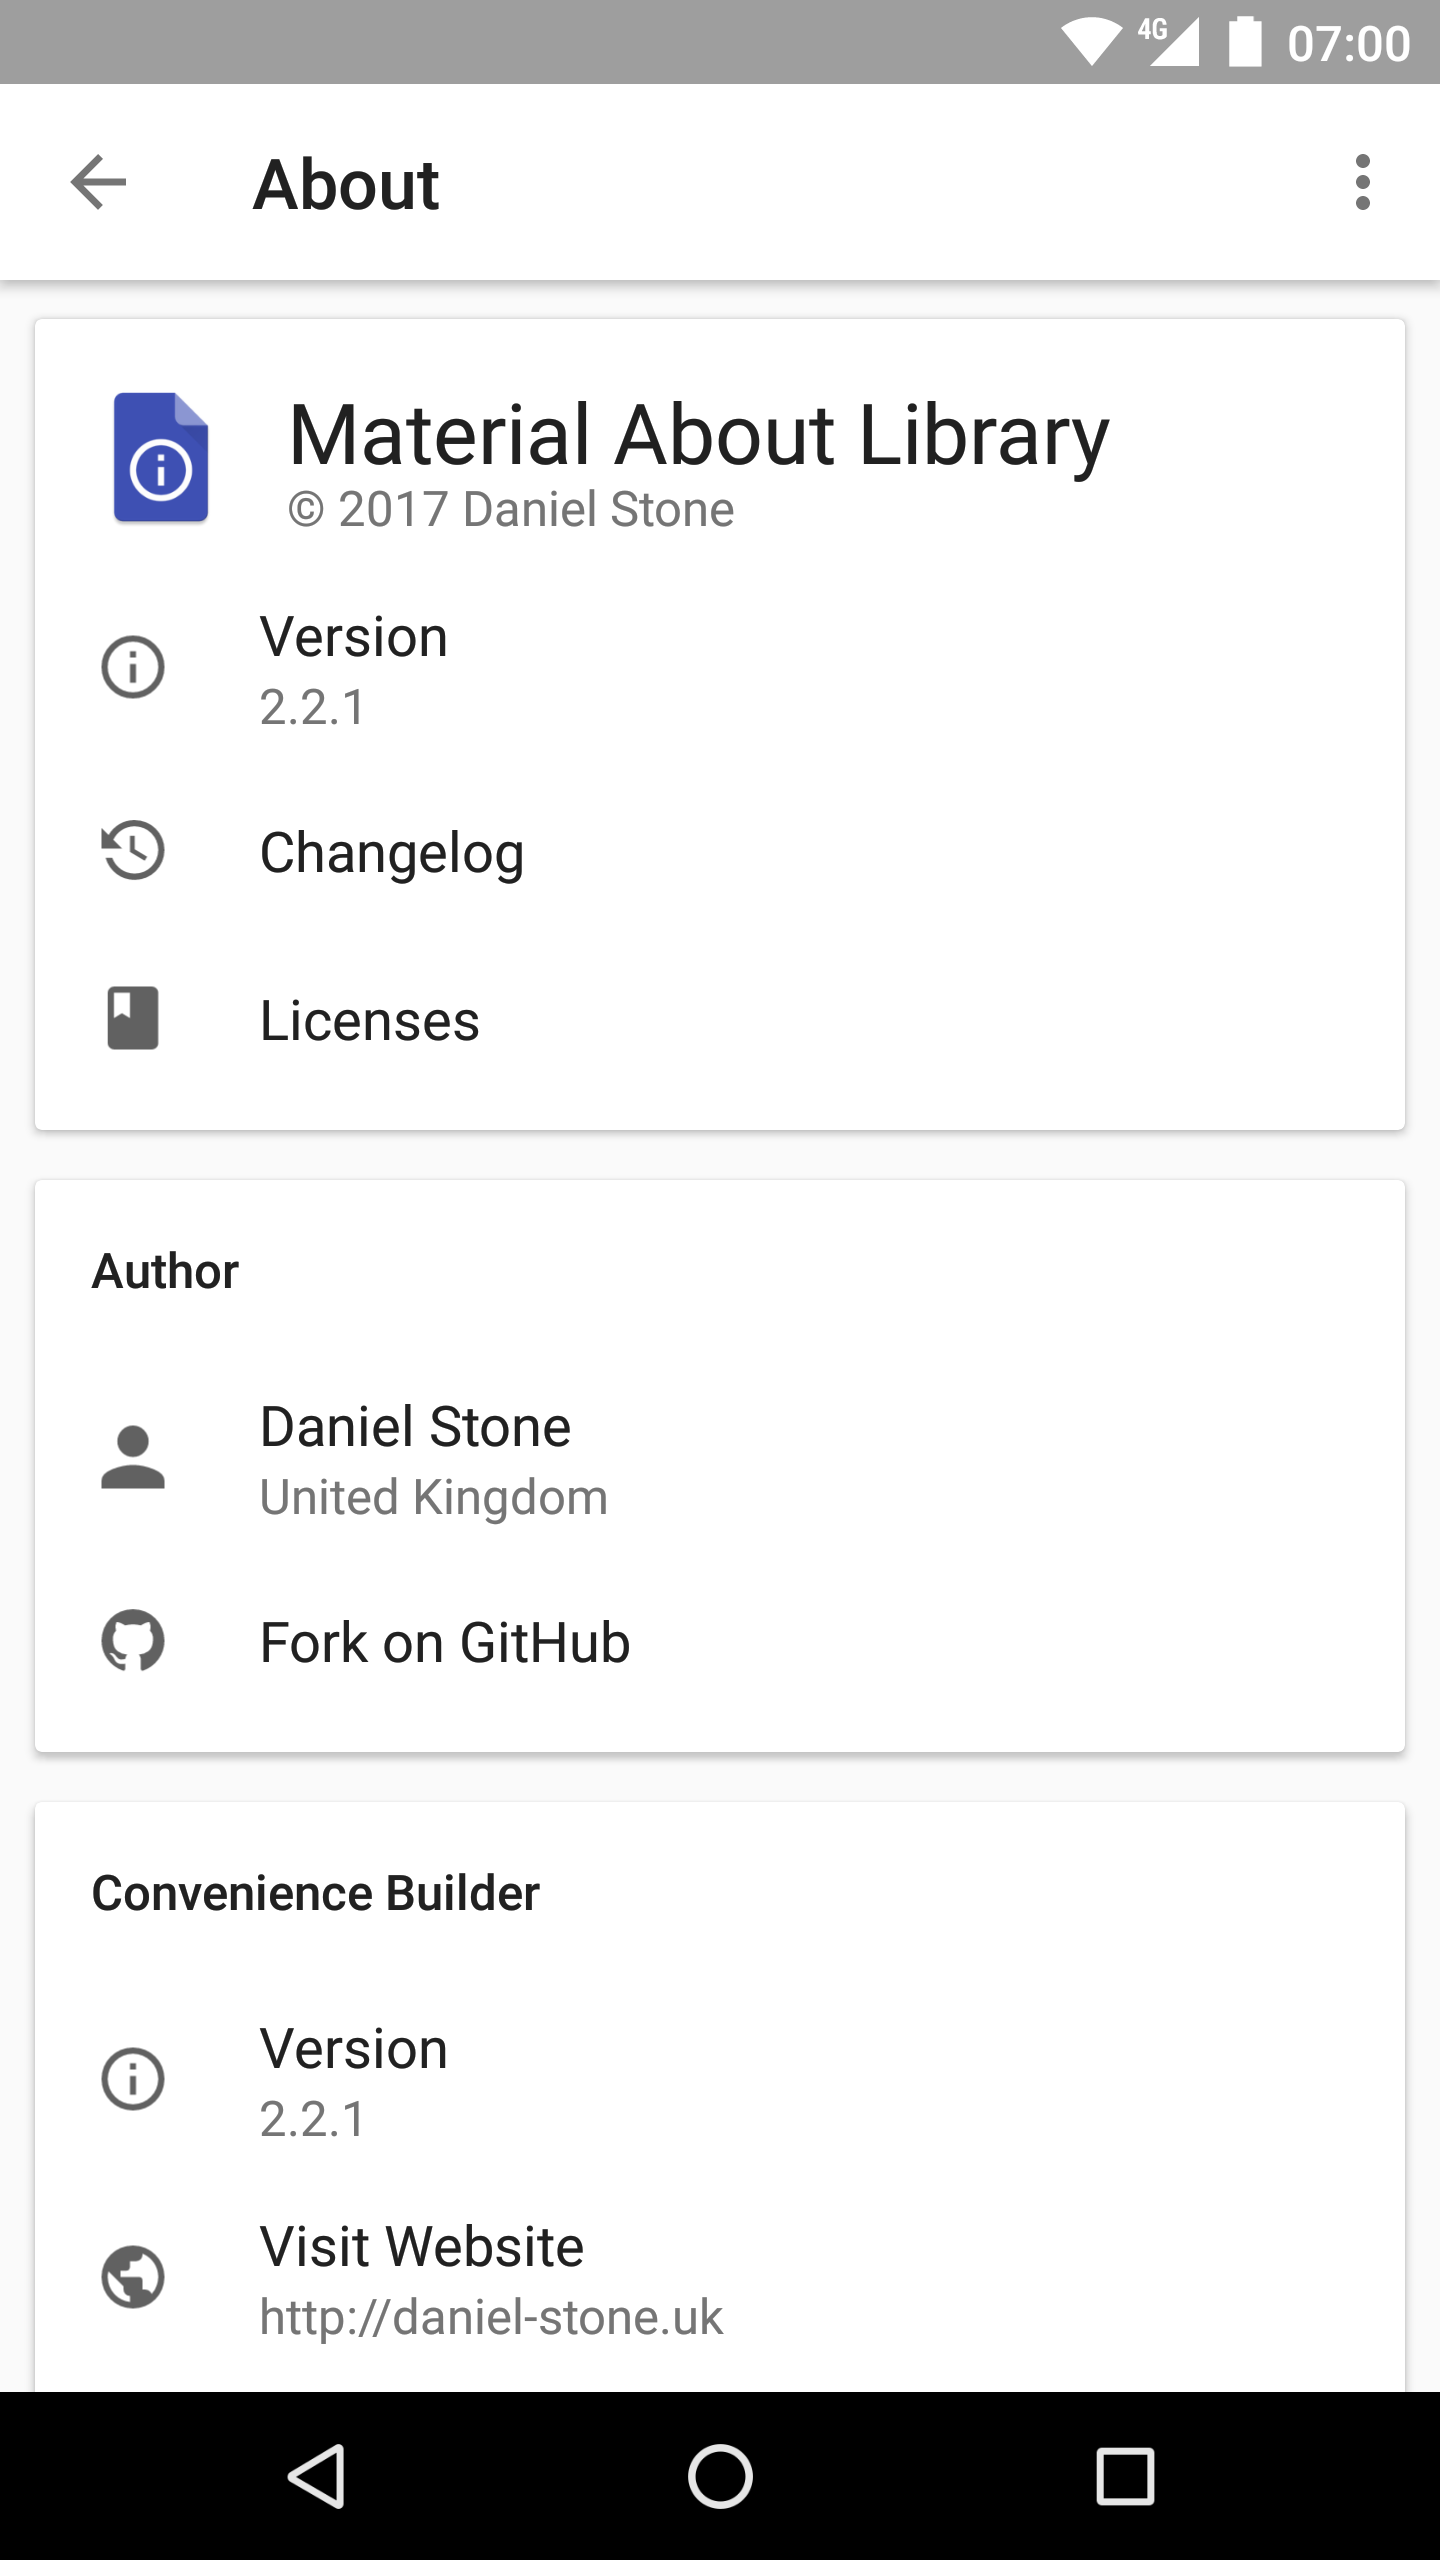 4G 07:00
About
Material About Library
© 2017 Daniel Stone
Version
2.2.1
Changelog
Licenses
Author
Daniel Stone
United Kingdom
Fork on GitHub
Convenience Builder
Version
2.2.1
Visit Website
http://daniel-stone.uk